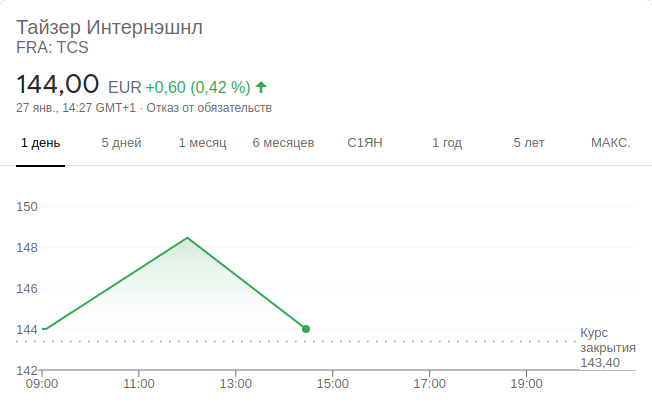 Тайзер Интернэшнл
FRA: TCS
144,00 EUR +0,60 (0,42 %)
27 янв., 14:27 GMT+1 · Отказ от обязательств
1 день 5 дней 1 месяц 6 месяцев С1ЯН 1 год 5 лет МАКС.
150
148
146
144
Курс
закрытия
143,40
142
09:00 11:00 13:00 15:00 17:00 19:00